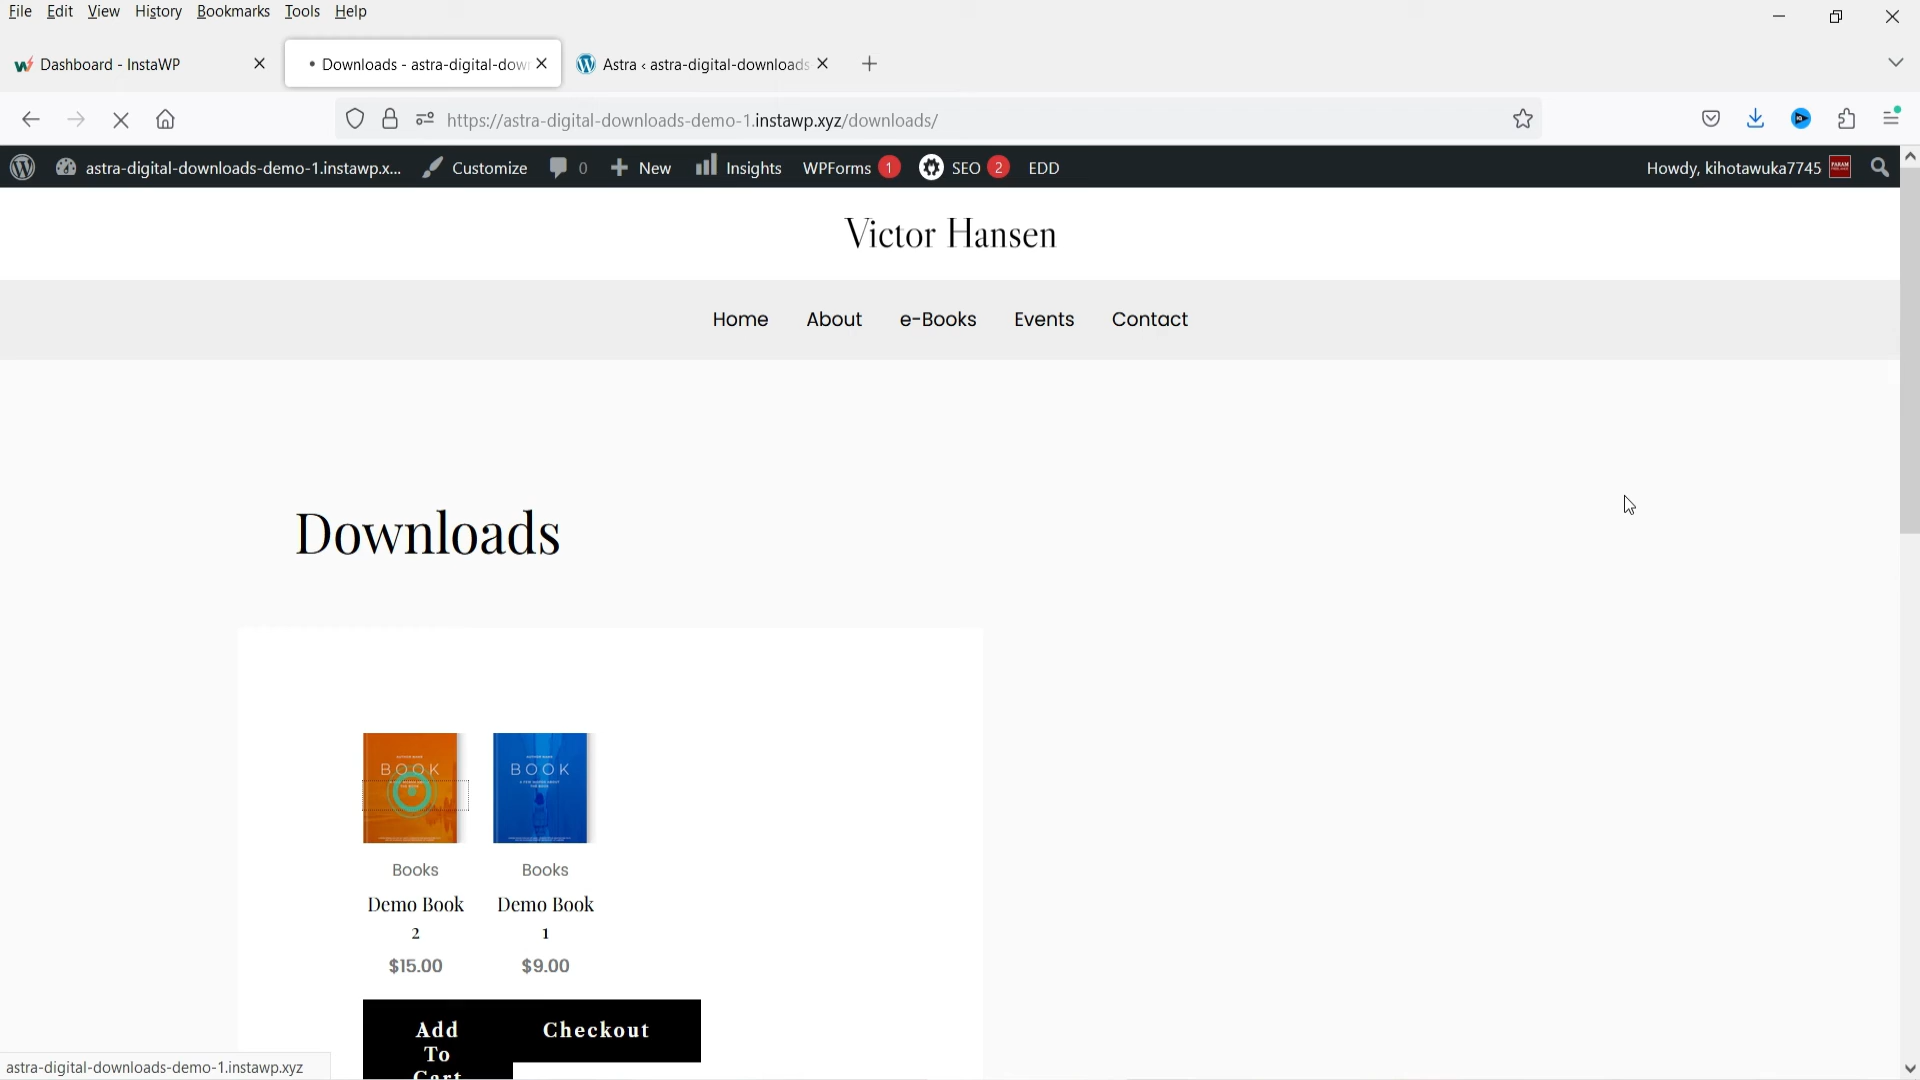 File Edit View History Bookmarks Tools Help
Dashboard - InstaWP
Downloads - astra-digital-dow
Astra ‹ astra-digital-downloads
https://astra-digital-downloads-demo-1.instawp.xyz/downloads/
astra-digital-downloads-demo-1.instawp.x... Customize 0 New Insights WPForms 1 SEO 2 EDD Howdy, kihotawuka7745
Victor Hansen
Home About e-Books Events Contact
Downloads
BOOK BOOK
Books Books
Demo Book Demo Book
2 1
$15.00 $9.00
Add Checkout
To
Cart
astra-digital-downloads-demo-1.instawp.xyz